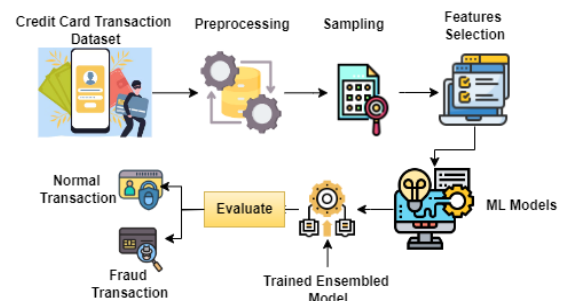 Credit Card Transaction
Dataset
Preprocessing
Sampling
Features
Selection
ML Models
Trained Ensembled
Model
Evaluate
Normal
Transaction
Fraud
Transaction